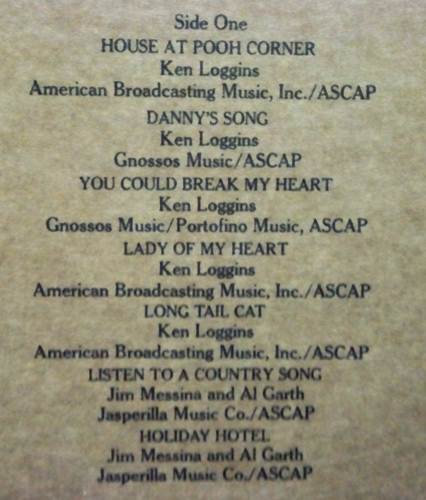 Side One
HOUSE AT POOH CORNER
Ken Loggins
American Broadcasting Music, Inc./ASCAP
DANNY'S SONG
Ken Loggins
Gnossos Music/ASCAP
YOU COULD BREAK MY HEART
Ken Loggins
Gnossos Music/Portofino Music, ASCAP
LADY OF MY HEART
Ken Loggins
American Broadcasting Music, Inc./ASCAP
LONG TAIL CAT
Ken Loggins
American Broadcasting Music, Inc./ASCAP
LISTEN TO A COUNTRY SONG
Jim Messina and Al Garth
Jasperilla Music Co./ASCAP
HOLIDAY HOTEL
Jim Messina and Al Garth
Jasperilla Music Co./ASCAP